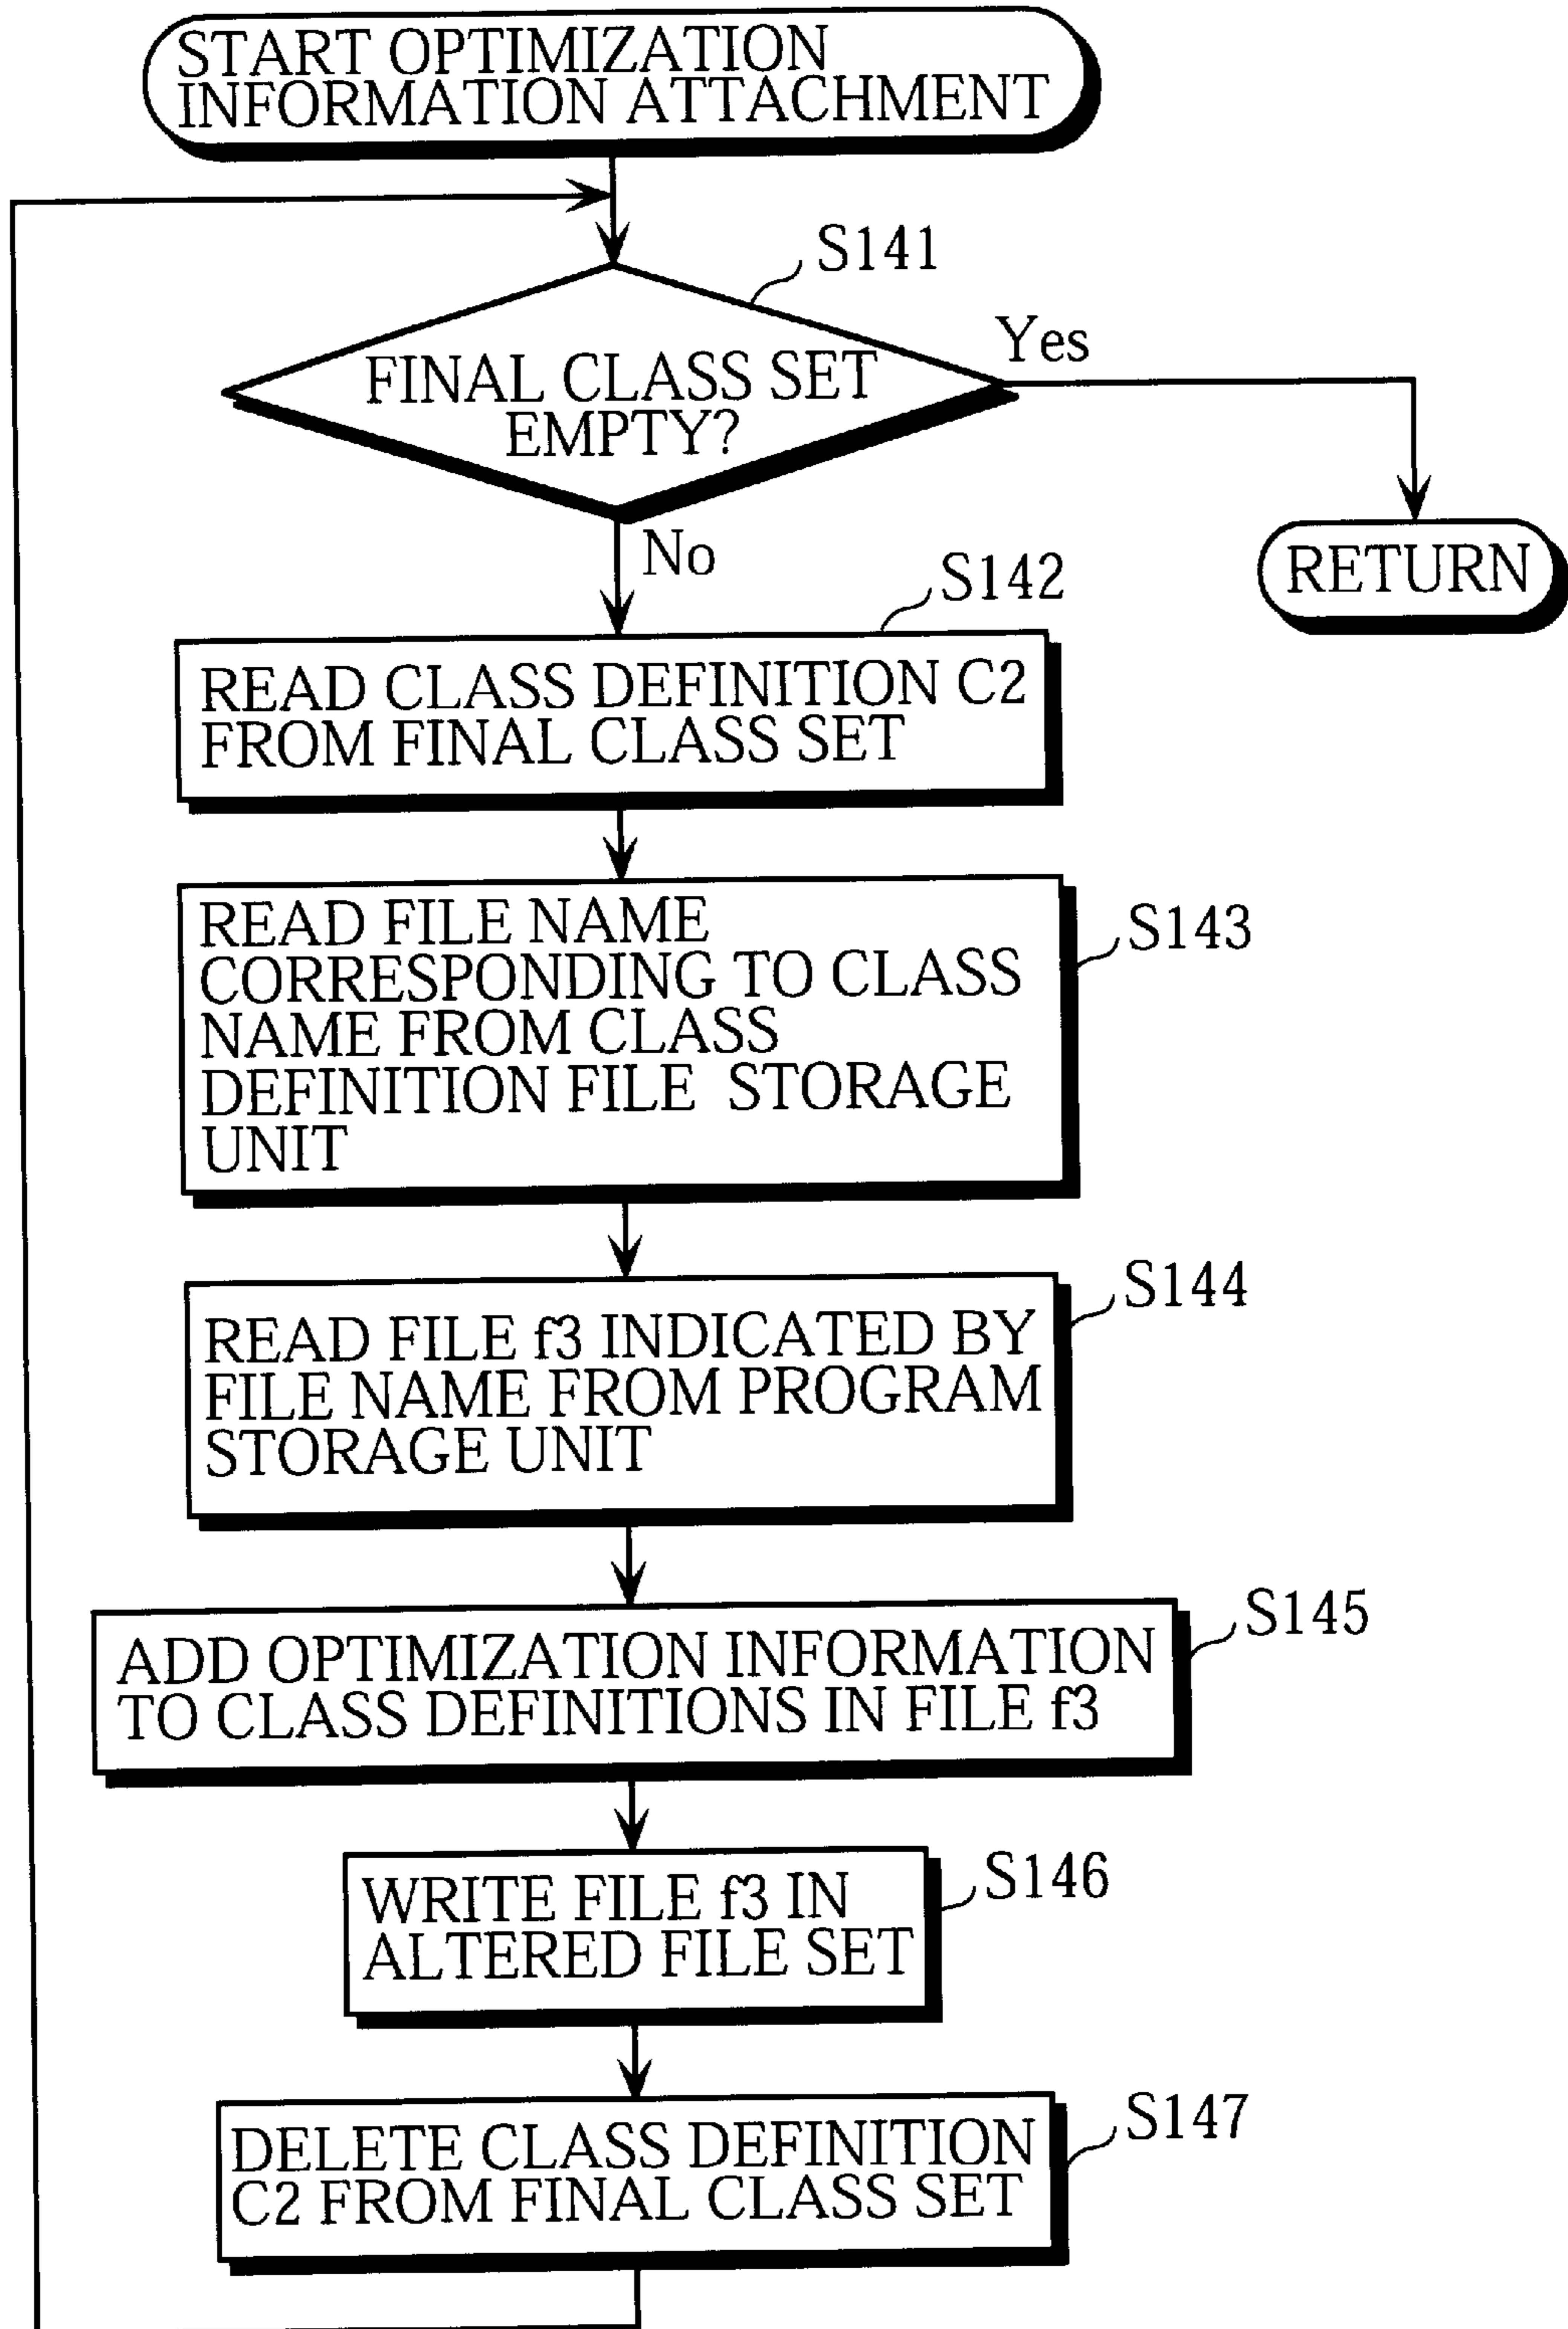 START OPTIMIZATION
INFORMATION ATTACHMENT
S141
FINAL CLASS SET
EMPTY?
Yes
RETURN
No
S142
READ CLASS DEFINITION C2
FROM FINAL CLASS SET
S143
READ FILE NAME
CORRESPONDING TO CLASS
NAME FROM CLASS
DEFINITION FILE STORAGE
UNIT
S144
READ FILE f3 INDICATED BY
FILE NAME FROM PROGRAM
STORAGE UNIT
S145
ADD OPTIMIZATION INFORMATION
TO CLASS DEFINITIONS IN FILE f3
S146
WRITE FILE f3 IN
ALTERED FILE SET
S147
DELETE CLASS DEFINITION
C2 FROM FINAL CLASS SET